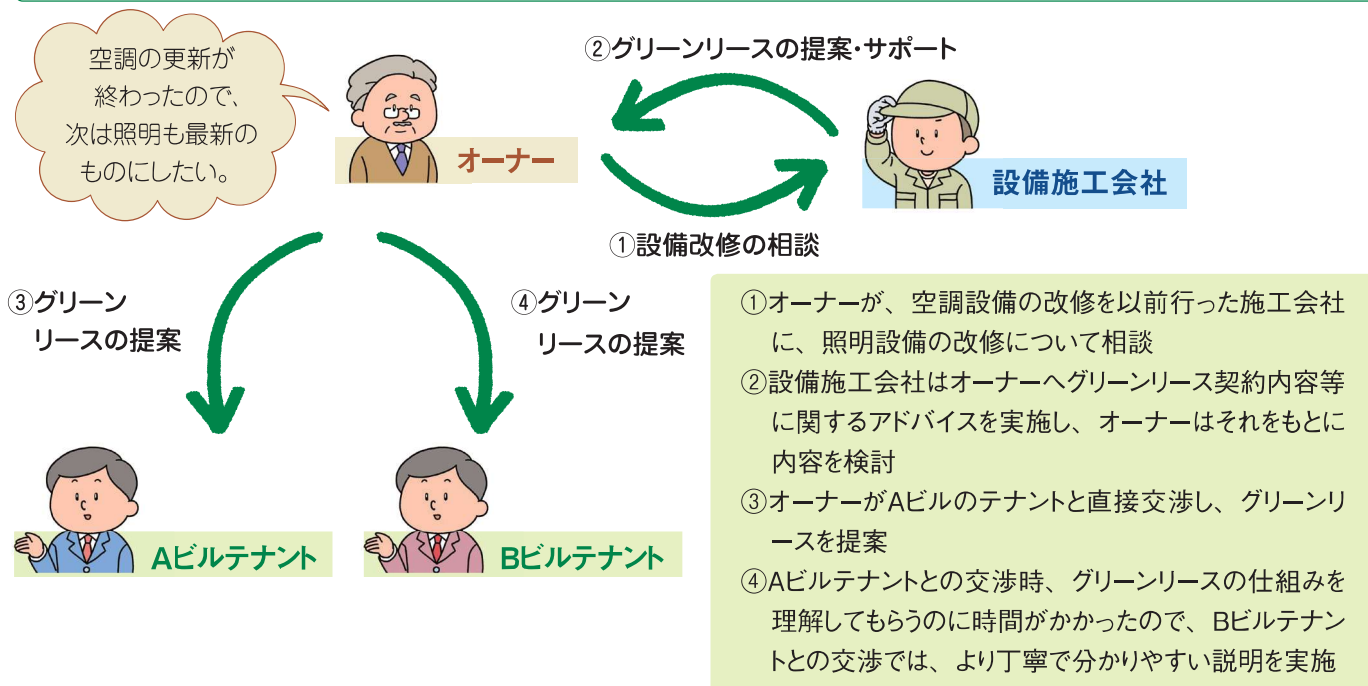 空調の更新が
終わったので、
次は照明も最新の
ものにしたい。
オーナー
②グリーンリースの提案・サポート
設備施工会社
①設備改修の相談
③グリーン
リースの提案
④グリーン
リースの提案
Aビルテナント
Bビルテナント
①オーナーが、空調設備の改修を以前行った施工会社
に、照明設備の改修について相談
②設備施工会社はオーナーへグリーンリース契約内容等
に関するアドバイスを実施し、オーナーはそれをもとに
内容を検討
③オーナーがAビルのテナントと直接交渉し、グリーンリ
ースを提案
④Aビルテナントとの交渉時、グリーンリースの仕組みを
理解してもらうのに時間がかかったので、Bビルテナン
トとの交渉では、より丁寧で分かりやすい説明を実施